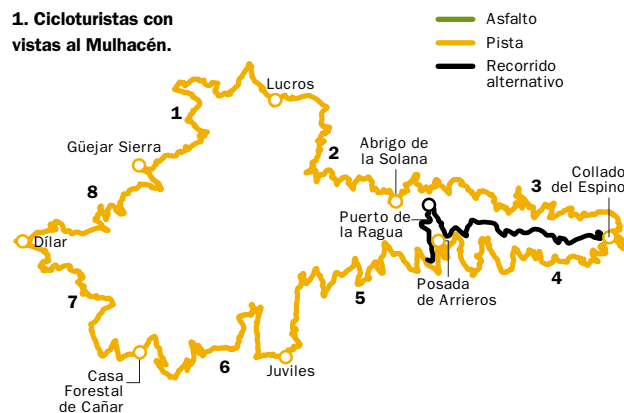 1. Cicloturistas con
vistas al Mulhacén.
Asfalto
Pista
Recorrido
alternativo
Lucros
1
Güejar Sierra
2
Abrigo de
la Solana
3
Collado
del Espino
8
Puerto de
la Ragua
Dílar
4
Posada
de Arrieros
5
7
6
Juviles
Casa
Forestal
de Cañar